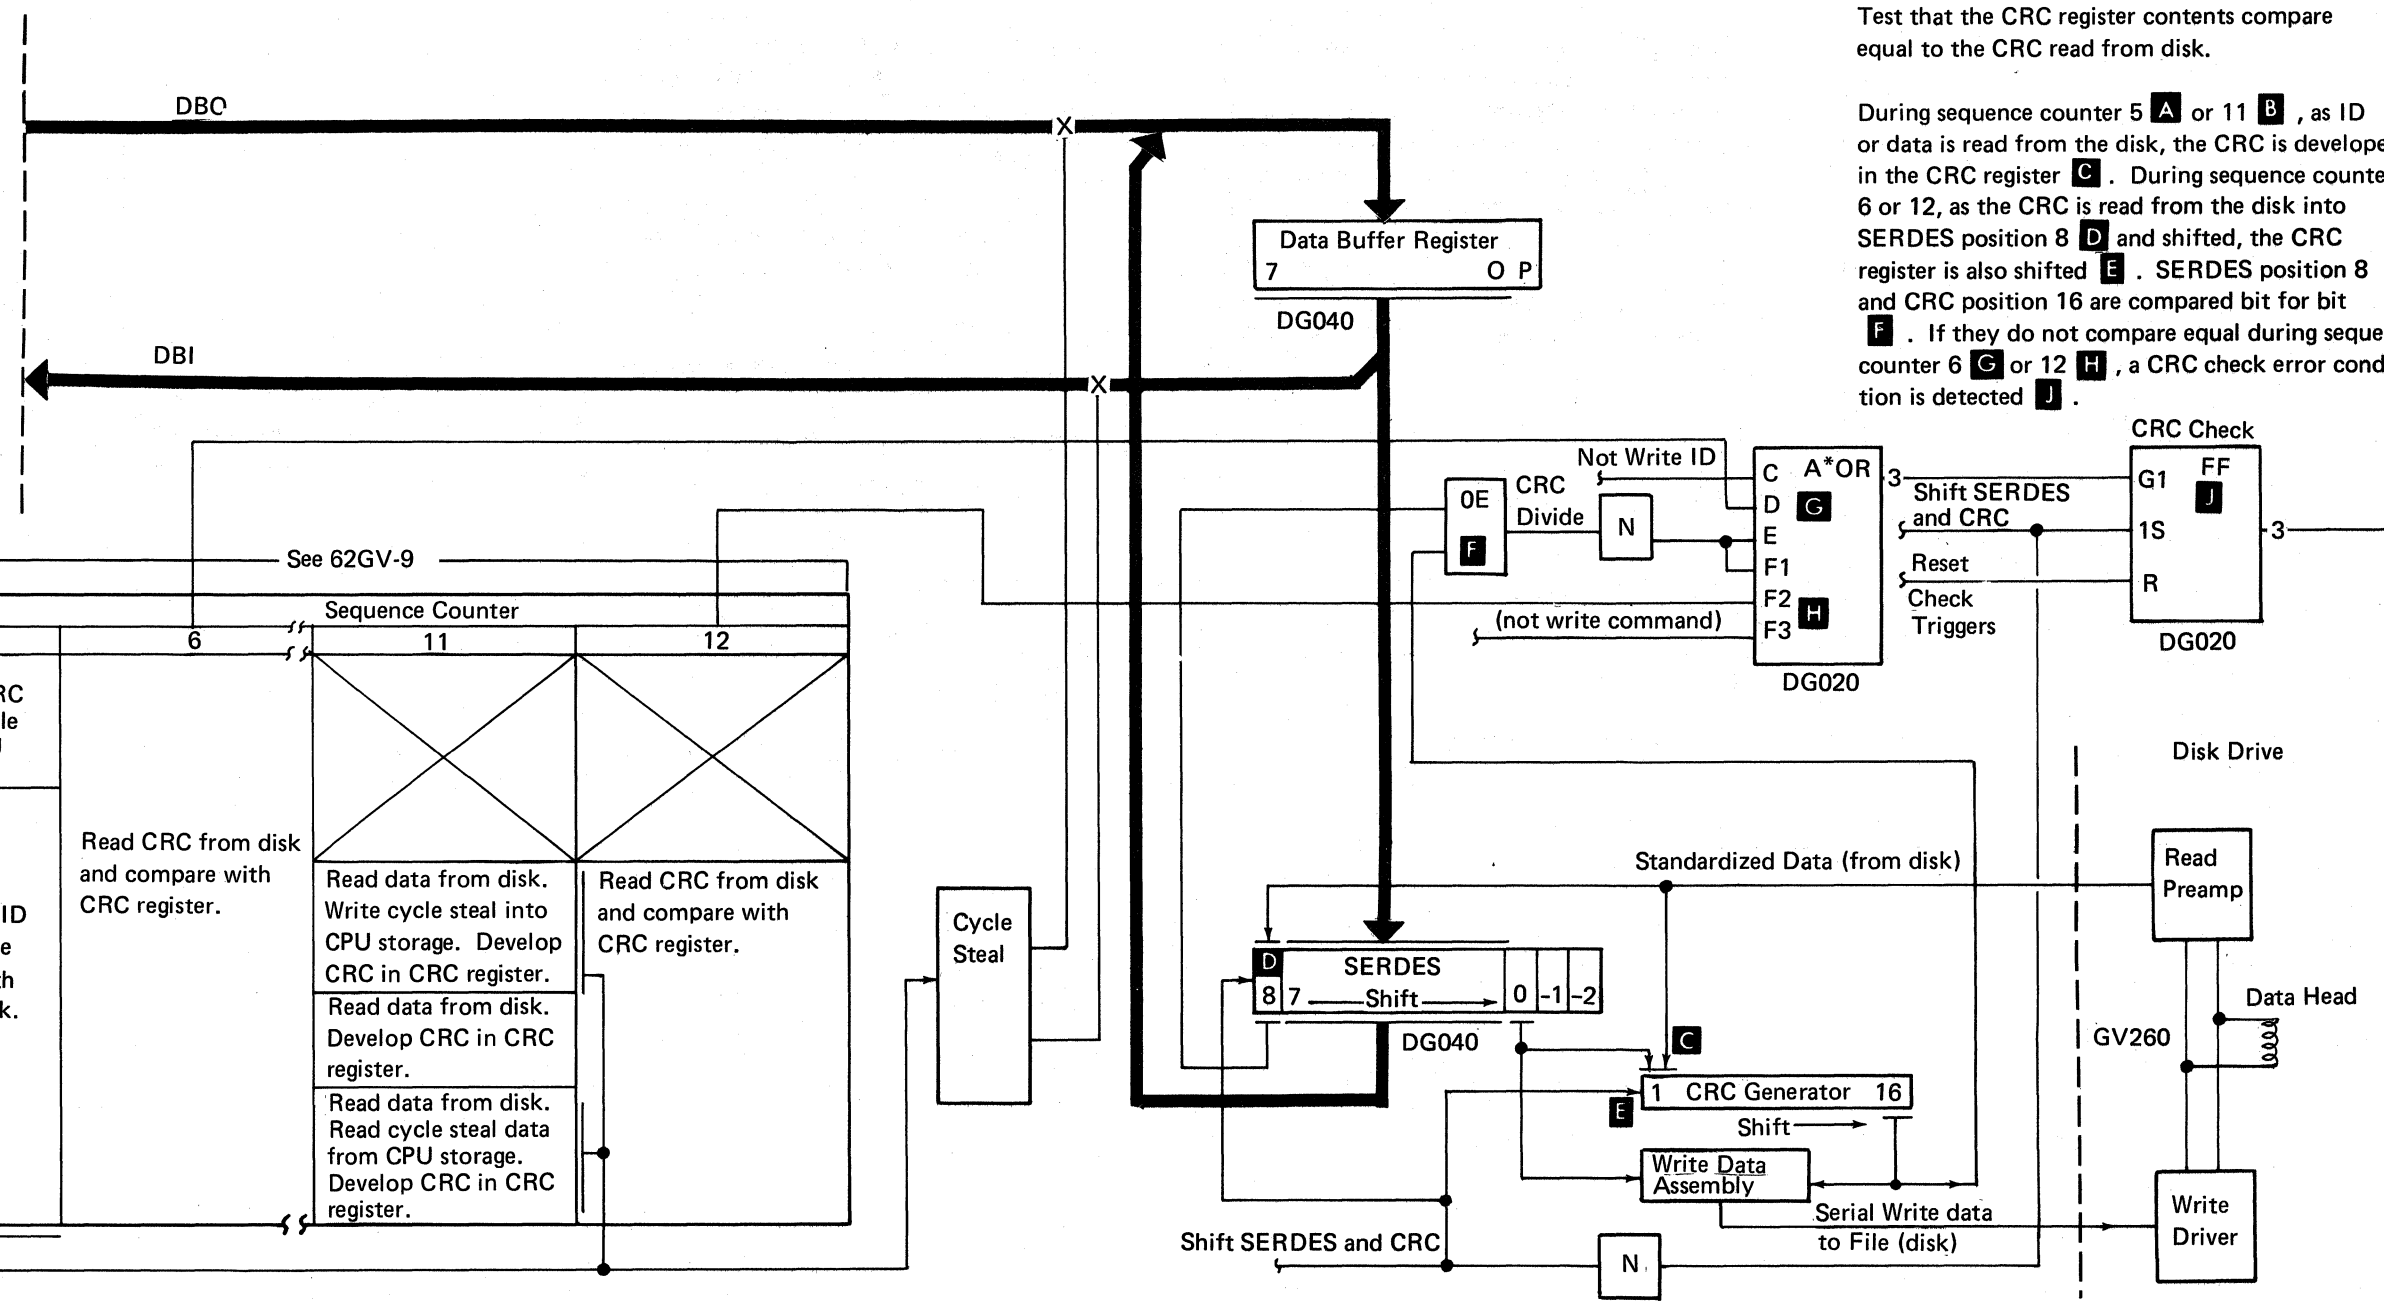 Test that the CRC register contents compare
equal to the CRC read from disk.
During sequence counter 5 A or 11 B , as ID
or data is read from the disk, the CRC is develope
in the CRC register C . During sequence counte
6 or 12, as the CRC is read from the disk into
SERDES position 8 D and shifted, the CRC
register is also shifted E . SERDES position 8
and CRC position 16 are compared bit for bit
F . If they do not compare equal during seque
counter 6 G or 12 H , a CRC check error cond
tion is detected J .
DBO
X
Data Buffer Register
7 O P
DG040
DBI
X
Not Write ID
OE
F
CRC
Divide
N
C A*OR
D G
E
F1
F2 H
F3
3
DG020
(not write command)
Shift SERDES
and CRC
Reset
Check
Triggers
CRC Check
G1 FF
J
1S
R
3
DG020
See 62GV-9
Sequence Counter
6 11 12
RC
le
ID
e
th
k.
Read CRC from disk
and compare with
CRC register.
Read data from disk.
Write cycle steal into
CPU storage. Develop
CRC in CRC register.
Read data from disk.
Develop CRC in CRC
register.
Read data from disk.
Read cycle steal data
from CPU storage.
Develop CRC in CRC
register.
Read CRC from disk
and compare with
CRC register.
Cycle
Steal
Standardized Data (from disk)
D SERDES
8 7 Shift 0 -1 -2
DG040
C
1 CRC Generator 16
E
Shift
Write Data
Assembly
Serial Write data
to File (disk)
Shift SERDES and CRC
N
Disk Drive
Read
Preamp
Data Head
GV260
Write
Driver